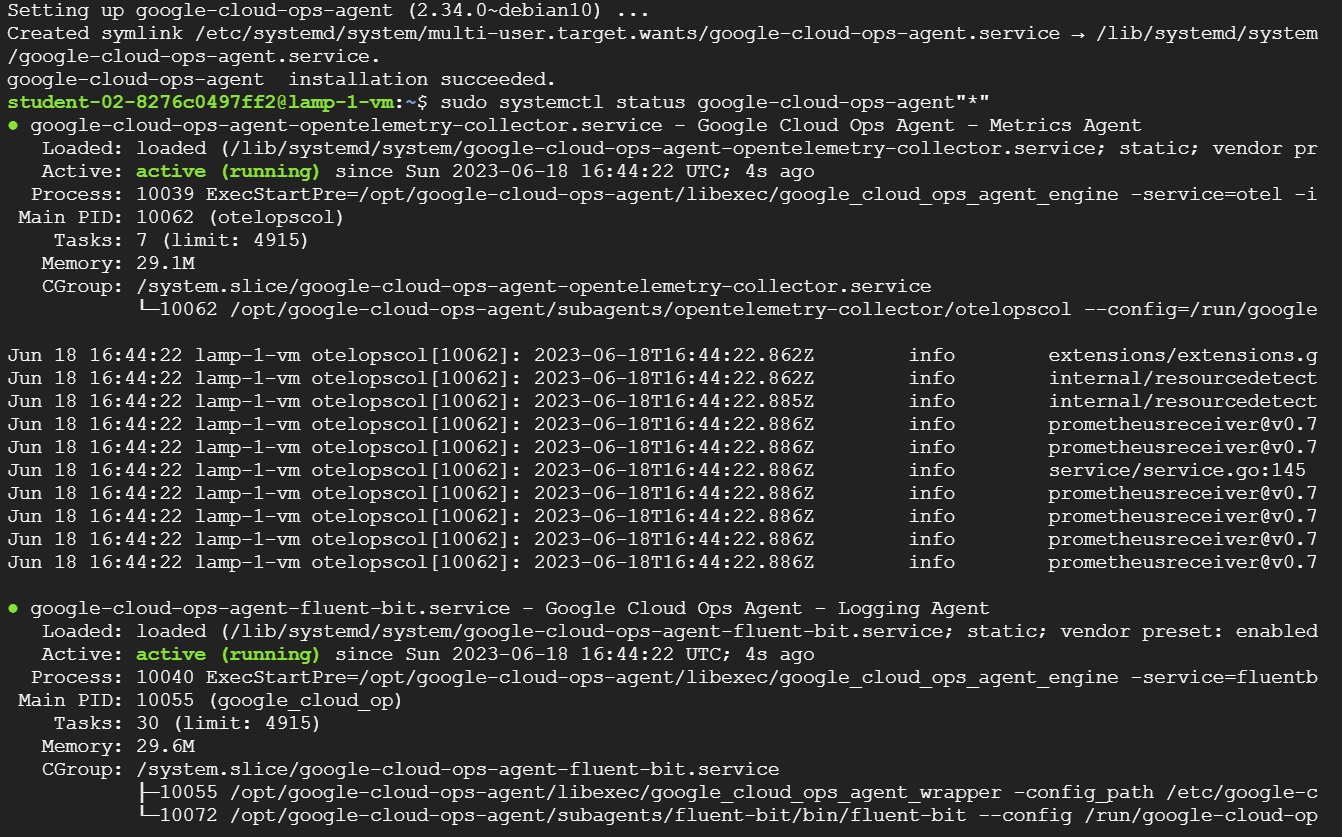 Setting up google-cloud-ops-agent (2.34.0~debian10) ...
Created symlink /etc/systemd/system/multi-user.target.wants/google-cloud-ops-agent.service → /lib/systemd/system
/google-cloud-ops-agent.service.
google-cloud-ops-agent  installation succeeded.
student-02-8276c0497ff2@lamp-1-vm:~$ sudo systemctl status google-cloud-ops-agent"*"
● google-cloud-ops-agent-opentelemetry-collector.service - Google Cloud Ops Agent - Metrics Agent
   Loaded: loaded (/lib/systemd/system/google-cloud-ops-agent-opentelemetry-collector.service; static; vendor pr
   Active: active (running) since Sun 2023-06-18 16:44:22 UTC; 4s ago
  Process: 10039 ExecStartPre=/opt/google-cloud-ops-agent/libexec/google_cloud_ops_agent_engine -service=otel -i
 Main PID: 10062 (otelopscol)
    Tasks: 7 (limit: 4915)
   Memory: 29.1M
   CGroup: /system.slice/google-cloud-ops-agent-opentelemetry-collector.service
           └─10062 /opt/google-cloud-ops-agent/subagents/opentelemetry-collector/otelopscol --config=/run/google
Jun 18 16:44:22 lamp-1-vm otelopscol[10062]: 2023-06-18T16:44:22.862Z        info        extensions/extensions.g
Jun 18 16:44:22 lamp-1-vm otelopscol[10062]: 2023-06-18T16:44:22.862Z        info        internal/resourcedetect
Jun 18 16:44:22 lamp-1-vm otelopscol[10062]: 2023-06-18T16:44:22.885Z        info        internal/resourcedetect
Jun 18 16:44:22 lamp-1-vm otelopscol[10062]: 2023-06-18T16:44:22.886Z        info        prometheusreceiver@v0.7
Jun 18 16:44:22 lamp-1-vm otelopscol[10062]: 2023-06-18T16:44:22.886Z        info        prometheusreceiver@v0.7
Jun 18 16:44:22 lamp-1-vm otelopscol[10062]: 2023-06-18T16:44:22.886Z        info        service/service.go:145
Jun 18 16:44:22 lamp-1-vm otelopscol[10062]: 2023-06-18T16:44:22.886Z        info        prometheusreceiver@v0.7
Jun 18 16:44:22 lamp-1-vm otelopscol[10062]: 2023-06-18T16:44:22.886Z        info        prometheusreceiver@v0.7
Jun 18 16:44:22 lamp-1-vm otelopscol[10062]: 2023-06-18T16:44:22.886Z        info        prometheusreceiver@v0.7
Jun 18 16:44:22 lamp-1-vm otelopscol[10062]: 2023-06-18T16:44:22.886Z        info        prometheusreceiver@v0.7
● google-cloud-ops-agent-fluent-bit.service - Google Cloud Ops Agent - Logging Agent
   Loaded: loaded (/lib/systemd/system/google-cloud-ops-agent-fluent-bit.service; static; vendor preset: enabled
   Active: active (running) since Sun 2023-06-18 16:44:22 UTC; 4s ago
  Process: 10040 ExecStartPre=/opt/google-cloud-ops-agent/libexec/google_cloud_ops_agent_engine -service=fluentb
 Main PID: 10055 (google_cloud_op)
    Tasks: 30 (limit: 4915)
   Memory: 29.6M
   CGroup: /system.slice/google-cloud-ops-agent-fluent-bit.service
           ├─10055 /opt/google-cloud-ops-agent/libexec/google_cloud_ops_agent_wrapper -config_path /etc/google-c
           └─10072 /opt/google-cloud-ops-agent/subagents/fluent-bit/bin/fluent-bit --config /run/google-cloud-op